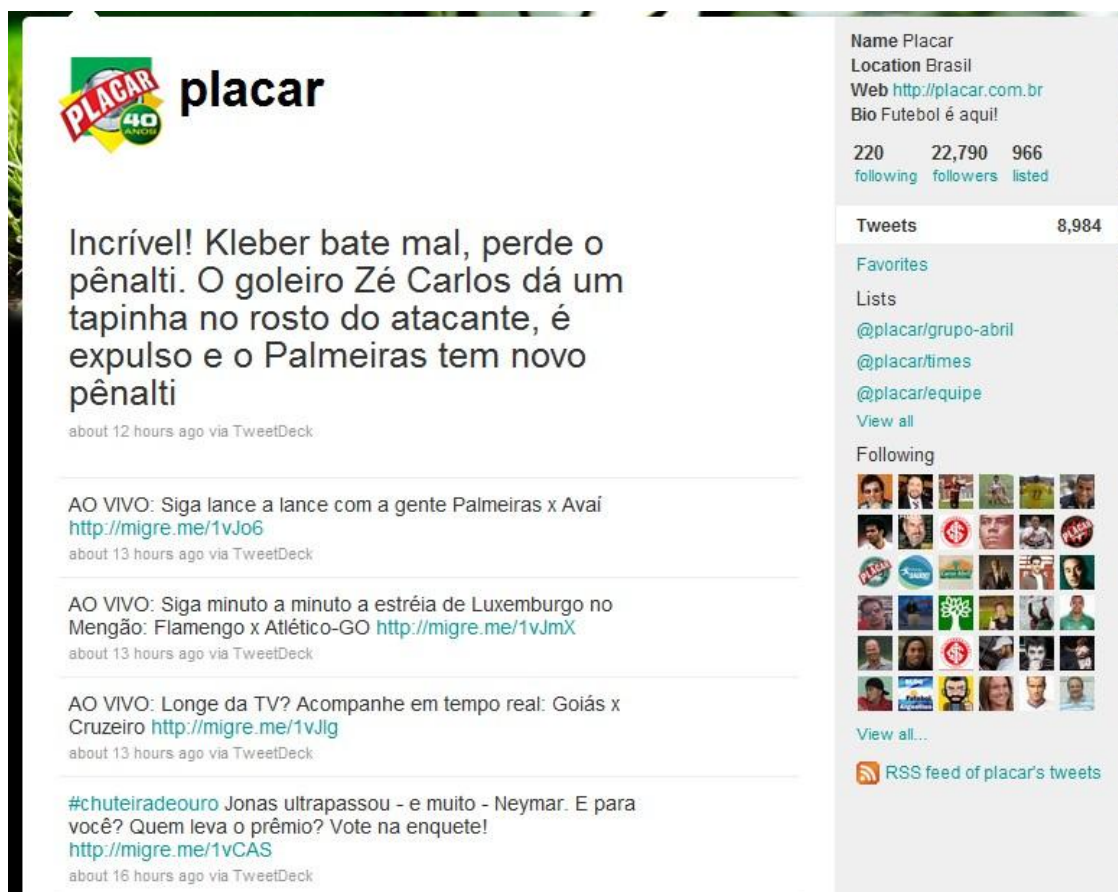 PLACAR
40
ANOS
placar
Incrível! Kleber bate mal, perde o
pênalti. O goleiro Zé Carlos dá um
tapinha no rosto do atacante, é
expulso e o Palmeiras tem novo
pênalti
about 12 hours ago via TweetDeck
AO VIVO: Siga lance a lance com a gente Palmeiras x Avaí
http://migre.me/1vJo6
about 13 hours ago via TweetDeck
AO VIVO: Siga minuto a minuto a estréia de Luxemburgo no
Mengão: Flamengo x Atlético-GO http://migre.me/1vJmX
about 13 hours ago via TweetDeck
AO VIVO: Longe da TV? Acompanhe em tempo real: Goiás x
Cruzeiro http://migre.me/1vJlg
about 13 hours ago via TweetDeck
#chuteiradeouro Jonas ultrapassou - e muito - Neymar. E para
você? Quem leva o prêmio? Vote na enquete!
http://migre.me/1vCAS
about 16 hours ago via TweetDeck
Name Placar
Location Brasil
Web http://placar.com.br
Bio Futebol é aqui!
220 22,790 966
following followers listed
Tweets 8,984
Favorites
Lists
@placar/grupo-abril
@placar/times
@placar/equipe
View all
Following
PLACAR
PLACAR
View all...
RSS feed of placar's tweets